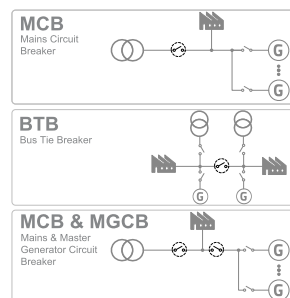 MCB
Mains Circuit
Breaker
G
G
BTB
Bus Tie Breaker
G
G
MCB & MGCB
Mains & Master
Generator Circuit
Breaker
G
G